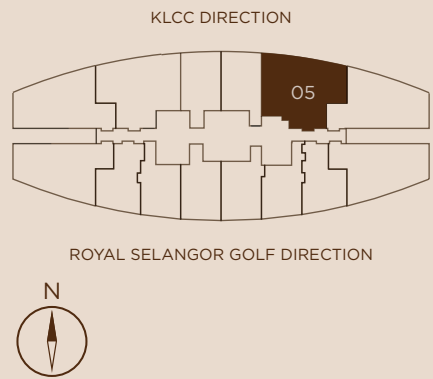 KLCC DIRECTION
05
ROYAL SELANGOR GOLF DIRECTION
N